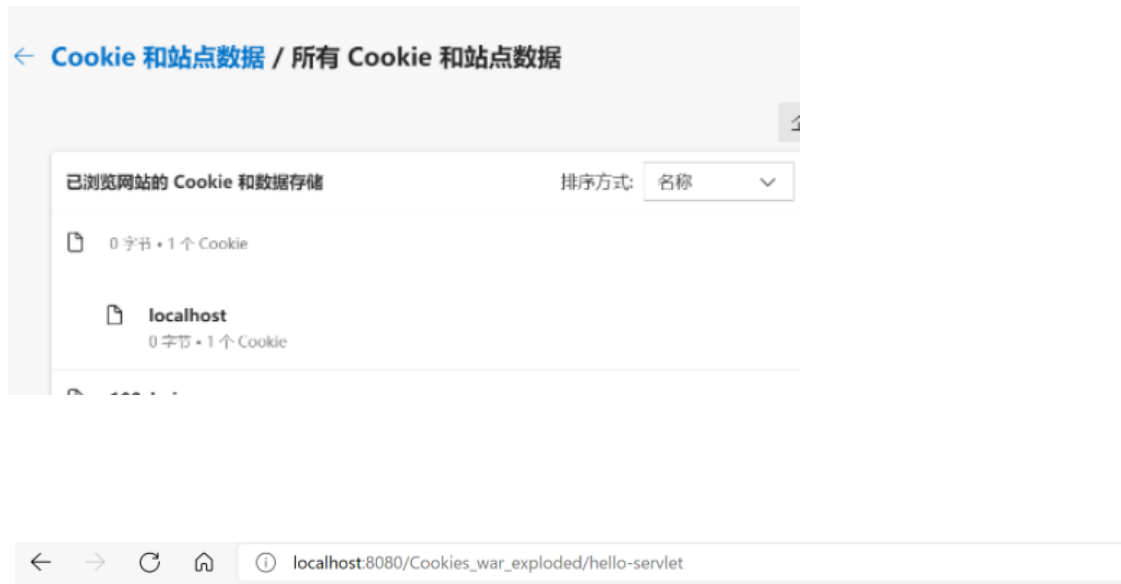 Cookie 和站点数据 / 所有 Cookie 和站点数据
已浏览网站的 Cookie 和数据存储
排序方式: 名称
0 字节 • 1 个 Cookie
localhost
0 字节 • 1 个 Cookie
localhost:8080/Cookies_war_exploded/hello-servlet